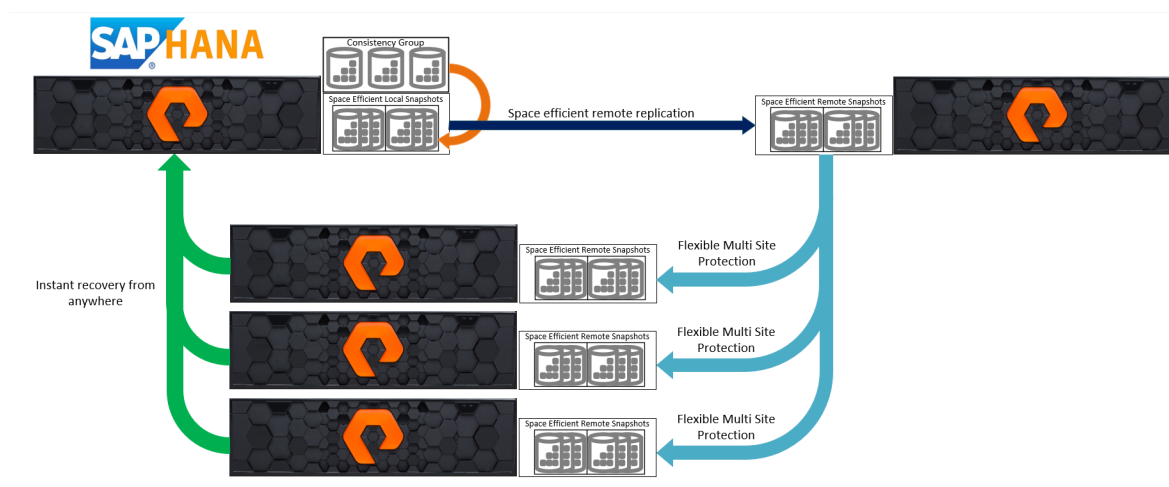 SAP HANA
®
Consistency Group
Space Efficient Local Snapshots
Space efficient remote replication
Space Efficient Remote Snapshots
Space Efficient Remote Snapshots
Flexible Multi Site
Protection
Instant recovery from
anywhere
Space Efficient Remote Snapshots
Flexible Multi Site
Protection
Space Efficient Remote Snapshots
Flexible Multi Site
Protection